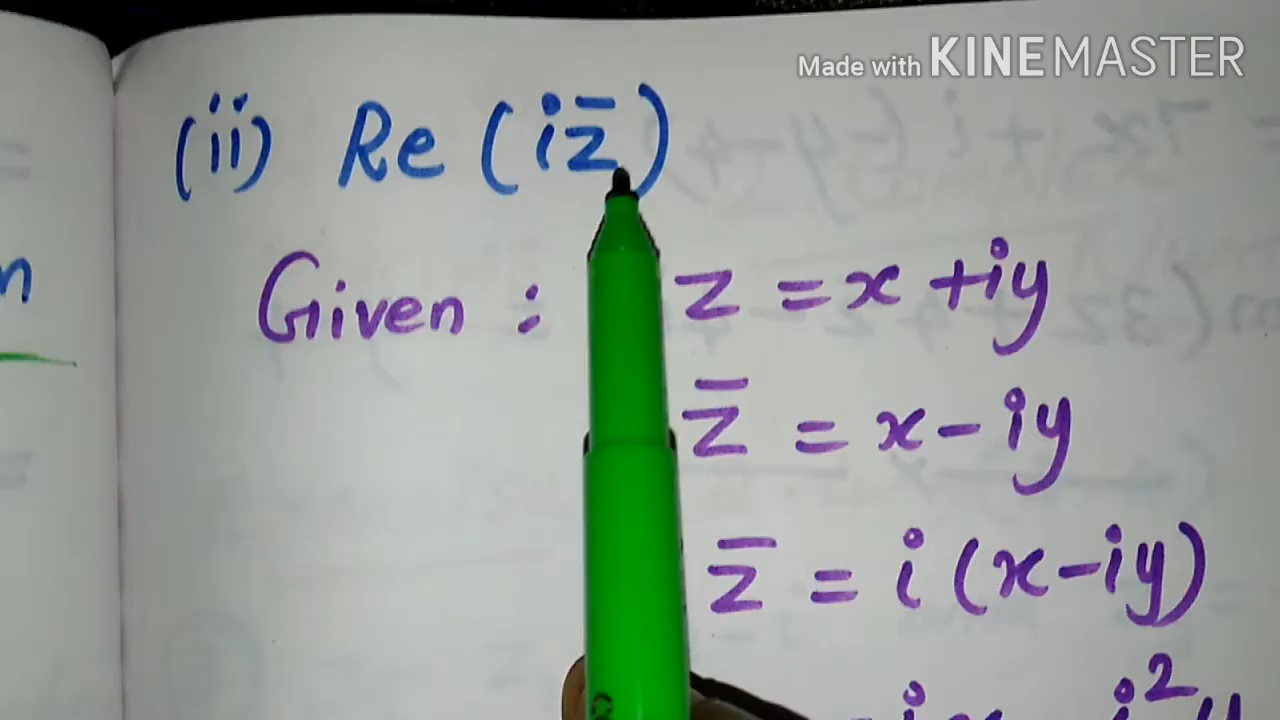 Made with KINEMASTER
(ii) Re (iz̄)
Given : z = x + iy
z̄ = x - iy
z̄ = i (x - iy)